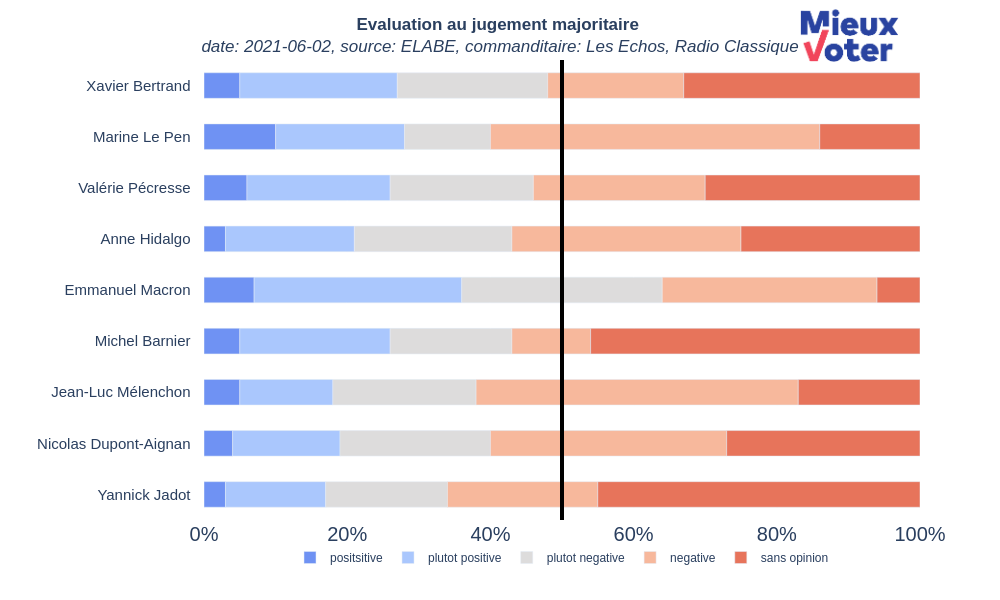 Evaluation au jugement majoritaire
date: 2021-06-02, source: ELABE, commanditaire: Les Echos, Radio Classique
Mieux
Voter
Xavier Bertrand
Marine Le Pen
Valérie Pécresse
Anne Hidalgo
Emmanuel Macron
Michel Barnier
Jean-Luc Mélenchon
Nicolas Dupont-Aignan
Yannick Jadot
0% 20% 40% 60% 80% 100%
positsitive plutot positive plutot negative negative sans opinion